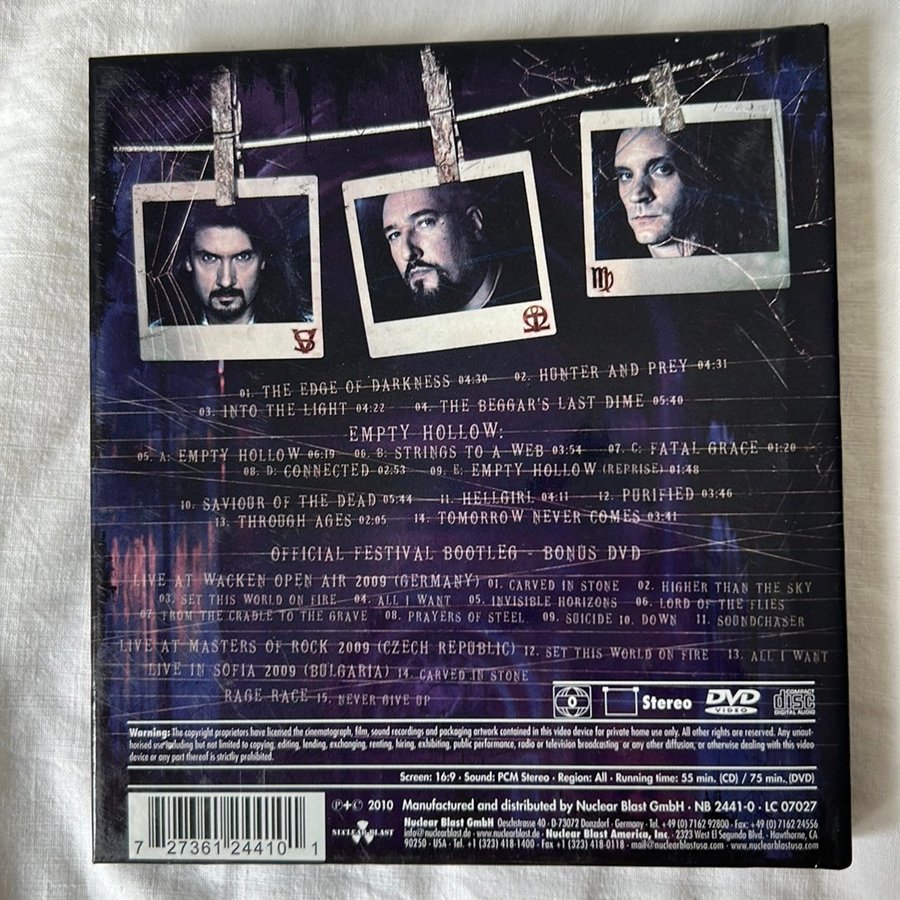 01. THE EDGE OF DARKNESS 04:30 02. HUNTER AND PREY 04:31
03. INTO THE LIGHT 04:22 04. THE BEGGAR'S LAST DIME 05:40
EMPTY HOLLOW:
05. A: EMPTY HOLLOW 06:19 06. B: STRINGS TO A WEB 03:54 07. C: FATAL GRACE 01:20
08. D: CONNECTED 02:53 09. E: EMPTY HOLLOW (REPRISE) 01:48
10. SAVIOUR OF THE DEAD 05:44 11. HELLGIRL 04:11 12. PURIFIED 03:46
13. THROUGH AGES 02:05 14. TOMORROW NEVER COMES 03:41
OFFICIAL FESTIVAL BOOTLEG - BONUS DVD
LIVE AT WACKEN OPEN AIR 2009 (GERMANY) 01. CARVED IN STONE 02. HIGHER THAN THE SKY
03. SET THIS WORLD ON FIRE 04. ALL I WANT 05. INVISIBLE HORIZONS 06. LORD OF THE FLIES
07. FROM THE CRADLE TO THE GRAVE 08. PRAYERS OF STEEL 09. SUICIDE 10. DOWN 11. SOUNDCHASER
LIVE AT MASTERS OF ROCK 2009 (CZECH REPUBLIC) 12. SET THIS WORLD ON FIRE 13. ALL I WANT
LIVE IN SOFIA 2009 (BULGARIA) 14. CARVED IN STONE
RAGE RACE 15. NEVER GIVE UP
0 Stereo DVD VIDEO COMPACT disc DIGITAL AUDIO
Warning: The copyright proprietors have licensed the cinematograph, film, sound recordings and packaging artwork contained in this video device for private home use only. All other rights are reserved. Any unaut-
horised use including but not limited to copying, editing, lending, exchanging, renting, hiring, exhibiting, public performance, radio or television broadcasting or any other diffusion, or otherwise dealing with this video
device or any part thereof is strictliy prohibited.
Screen: 16:9 · Sound: PCM Stereo · Region: All · Running time: 55 min. (CD) / 75 min. (DVD)
7 27361 24410 1
NUCLEAR BLAST
℗+© 2010 Manufactured and distributed by Nuclear Blast GmbH · NB 2441-0 · LC 07027
Nuclear Blast GmbH Oeschstrasse 40 · D-73072 Donzdorf · Germany · Tel. +49 (0) 7162 92800 · Fax: +49 (0) 7162 24556
info@nuclearblast.de · www.nuclearblast.de · Nuclear Blast America, Inc. · 2323 West El Segundo Blvd. · Hawthorne, CA
90250 · USA · Tel. +1 (323) 418-1400 · Fax +1 (323) 418-0118 · mail@nuclearblastusa.com · www.nuclearblastusa.com